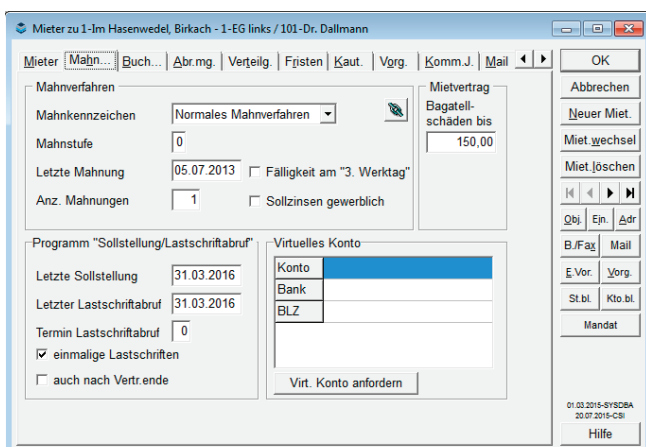 Mieter zu 1-Im Hasenwedel, Birkach - 1-EG links / 101-Dr. Dallmann
Mieter Mahn... Buch... Abr.mg. Verteilg. Fristen Kaut. Vorg. Komm.J. Mail
Mahnverfahren
Mahnkennzeichen Normales Mahnverfahren
Mahnstufe 0
Letzte Mahnung 05.07.2013 Fälligkeit am "3. Werktag"
Anz. Mahnungen 1 Sollzinsen gewerblich
Mietvertrag
Bagatell-
schäden bis
150,00
Programm "Sollstellung/Lastschriftabruf"
Letzte Sollstellung 31.03.2016
Letzter Lastschriftabruf 31.03.2016
Termin Lastschriftabruf 0
einmalige Lastschriften
auch nach Vertr.ende
Virtuelles Konto
Konto
Bank
BLZ
Virt. Konto anfordern
OK
Abbrechen
Neuer Miet.
Miet.wechsel
Miet.löschen
Obj. Ejn. Adr
B./Fax Mail
E.Vor. Vorg.
St.bl. Kto.bl.
Mandat
01.03.2015-SYSDBA
20.07.2015-CSI
Hilfe